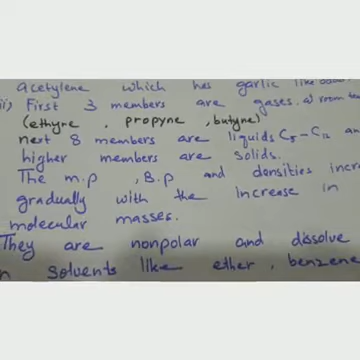 acetylene which has garlic like odour
ii) First 3 members are gases. at room
(ethyne , propyne , butyne)
next 8 members are liquids C5-C12
higher members are solids.
The m.p , B.p and densities
gradually with the increase in
molecular masses.
They are nonpolar and dissolve
solvents like ether , benzene